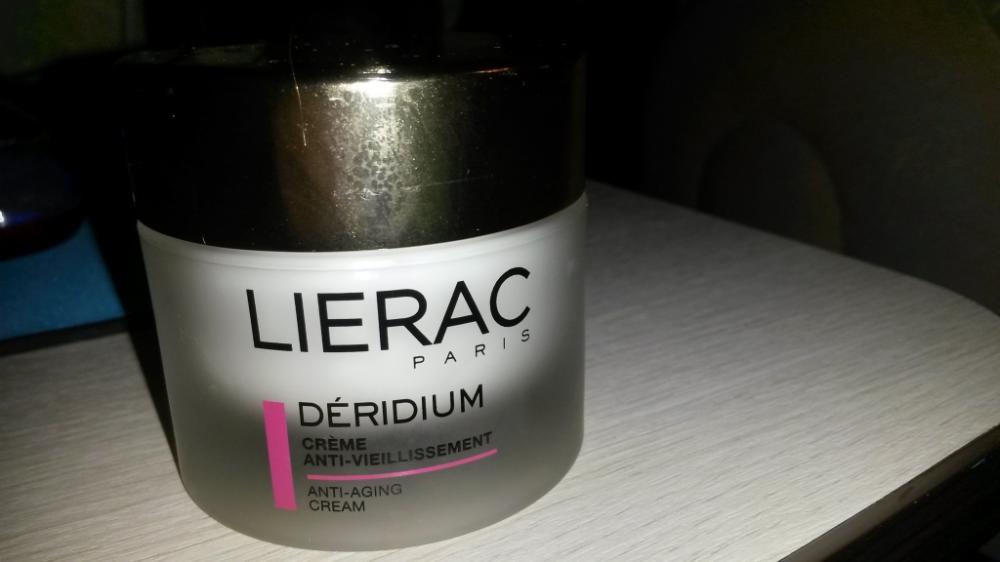 LIERAC
PARIS
DÉRIDIUM
CRÈME
ANTI-VIEILLISSEMENT
ANTI-AGING
CREAM